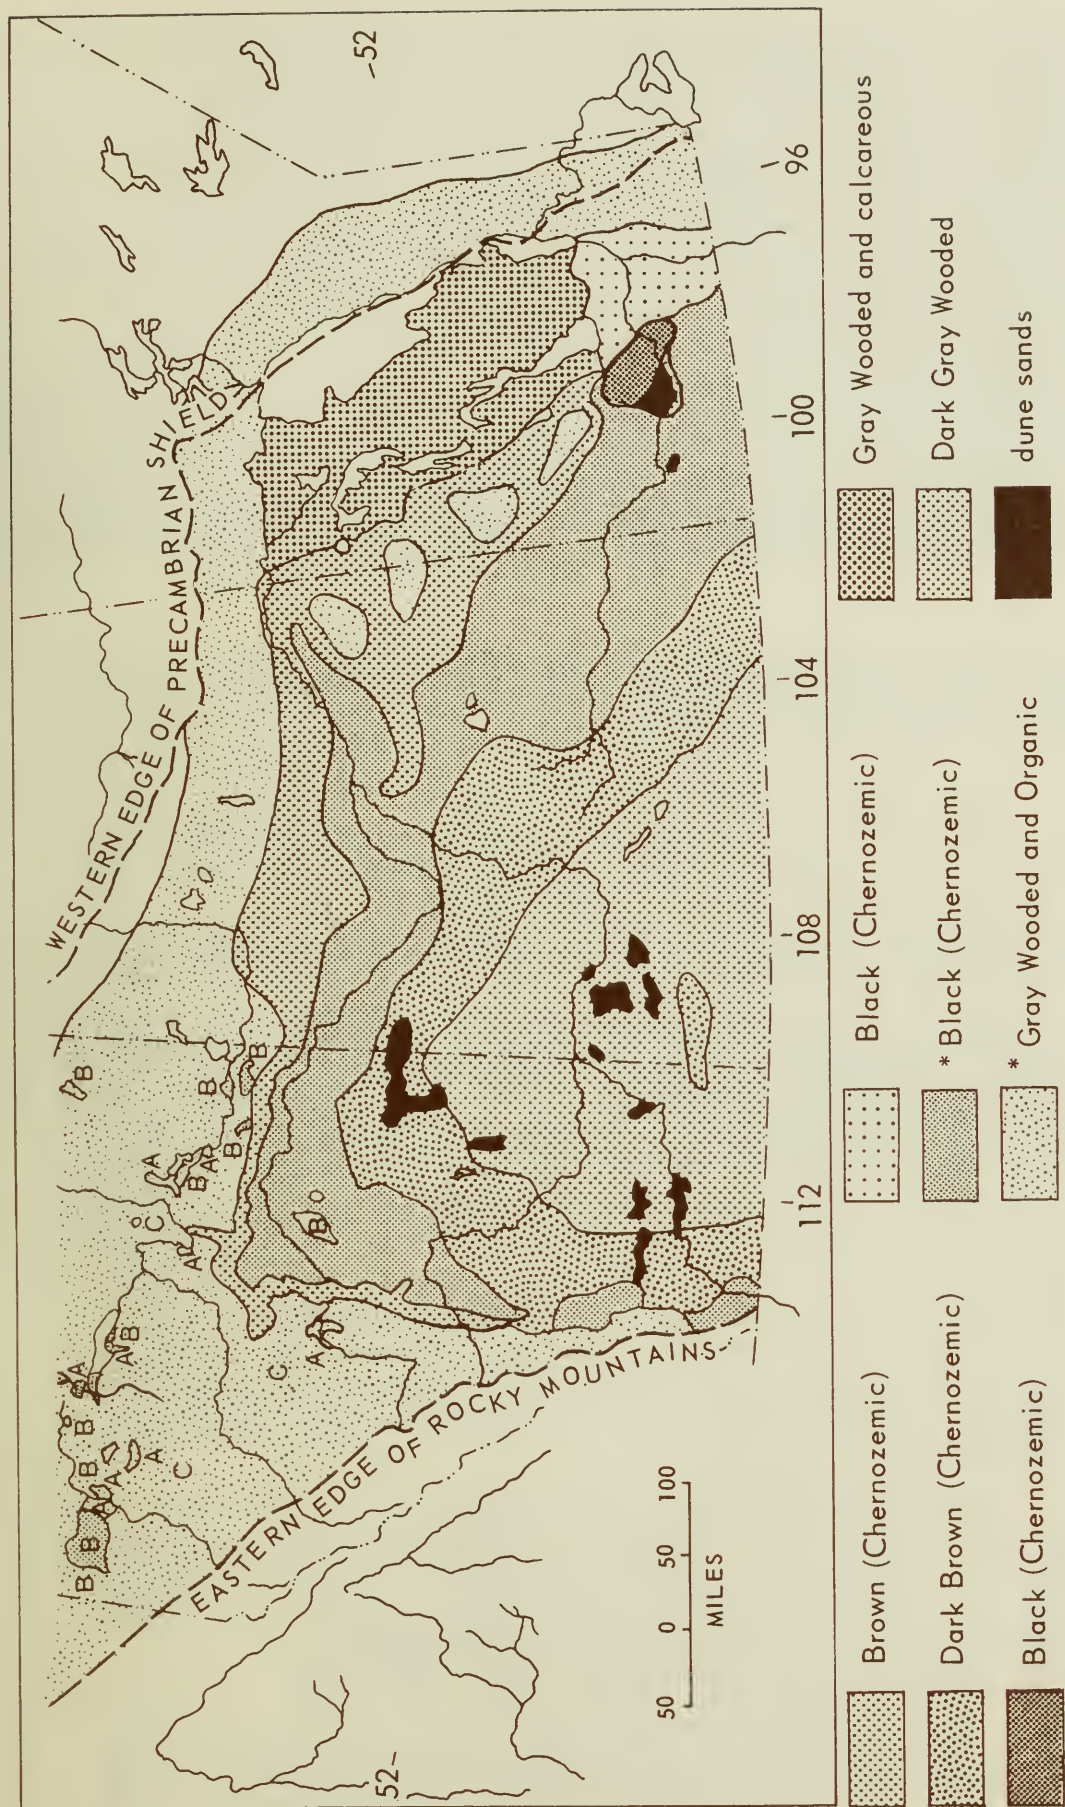 WESTERN EDGE OF PRECAMBRIAN SHIELD
-52
B
B
B
A
B
A
B
C
A
B
A
B
A
A
B
B
A
A
C
B
B
A
C
A
B
EASTERN EDGE OF ROCKY MOUNTAINS
52-
50 0 50 100
MILES
112
108
104
100
96
Brown (Chernozemic)
Dark Brown (Chernozemic)
Black (Chernozemic)
Black (Chernozemic)
* Black (Chernozemic)
* Gray Wooded and Organic
Gray Wooded and calcareous
Dark Gray Wooded
dune sands